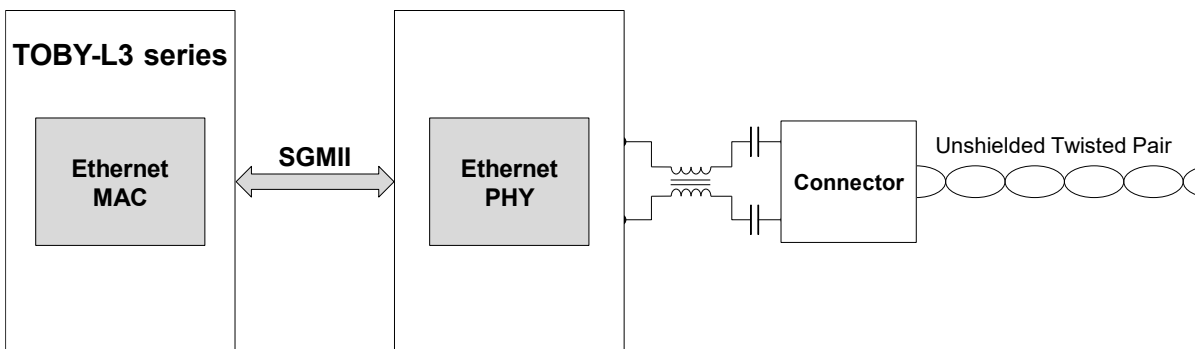 TOBY-L3 series
Ethernet
MAC
SGMII
Ethernet
PHY
Connector
Unshielded Twisted Pair